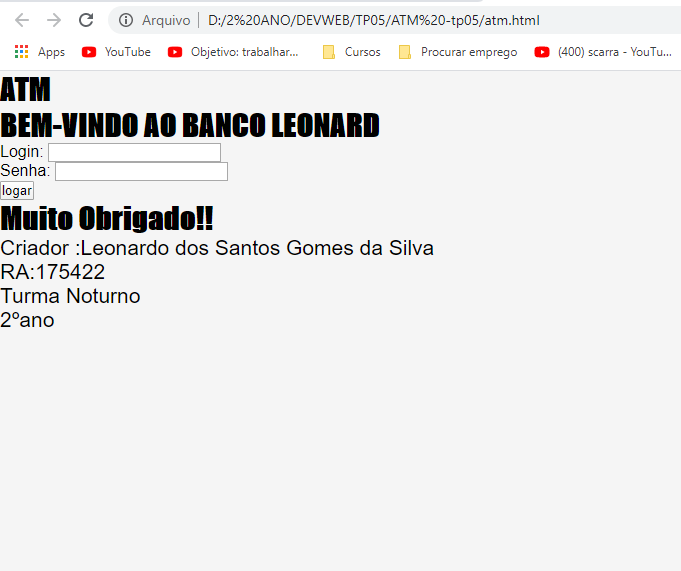 Arquivo | D:/2%20ANO/DEVWEB/TP05/ATM%20-tp05/atm.html
Apps YouTube Objetivo: trabalhar... Cursos Procurar emprego (400) scarra - YouTu...
ATM
BEM-VINDO AO BANCO LEONARD
Login:
Senha:
logar
Muito Obrigado!!
Criador :Leonardo dos Santos Gomes da Silva
RA:175422
Turma Noturno
2ºano